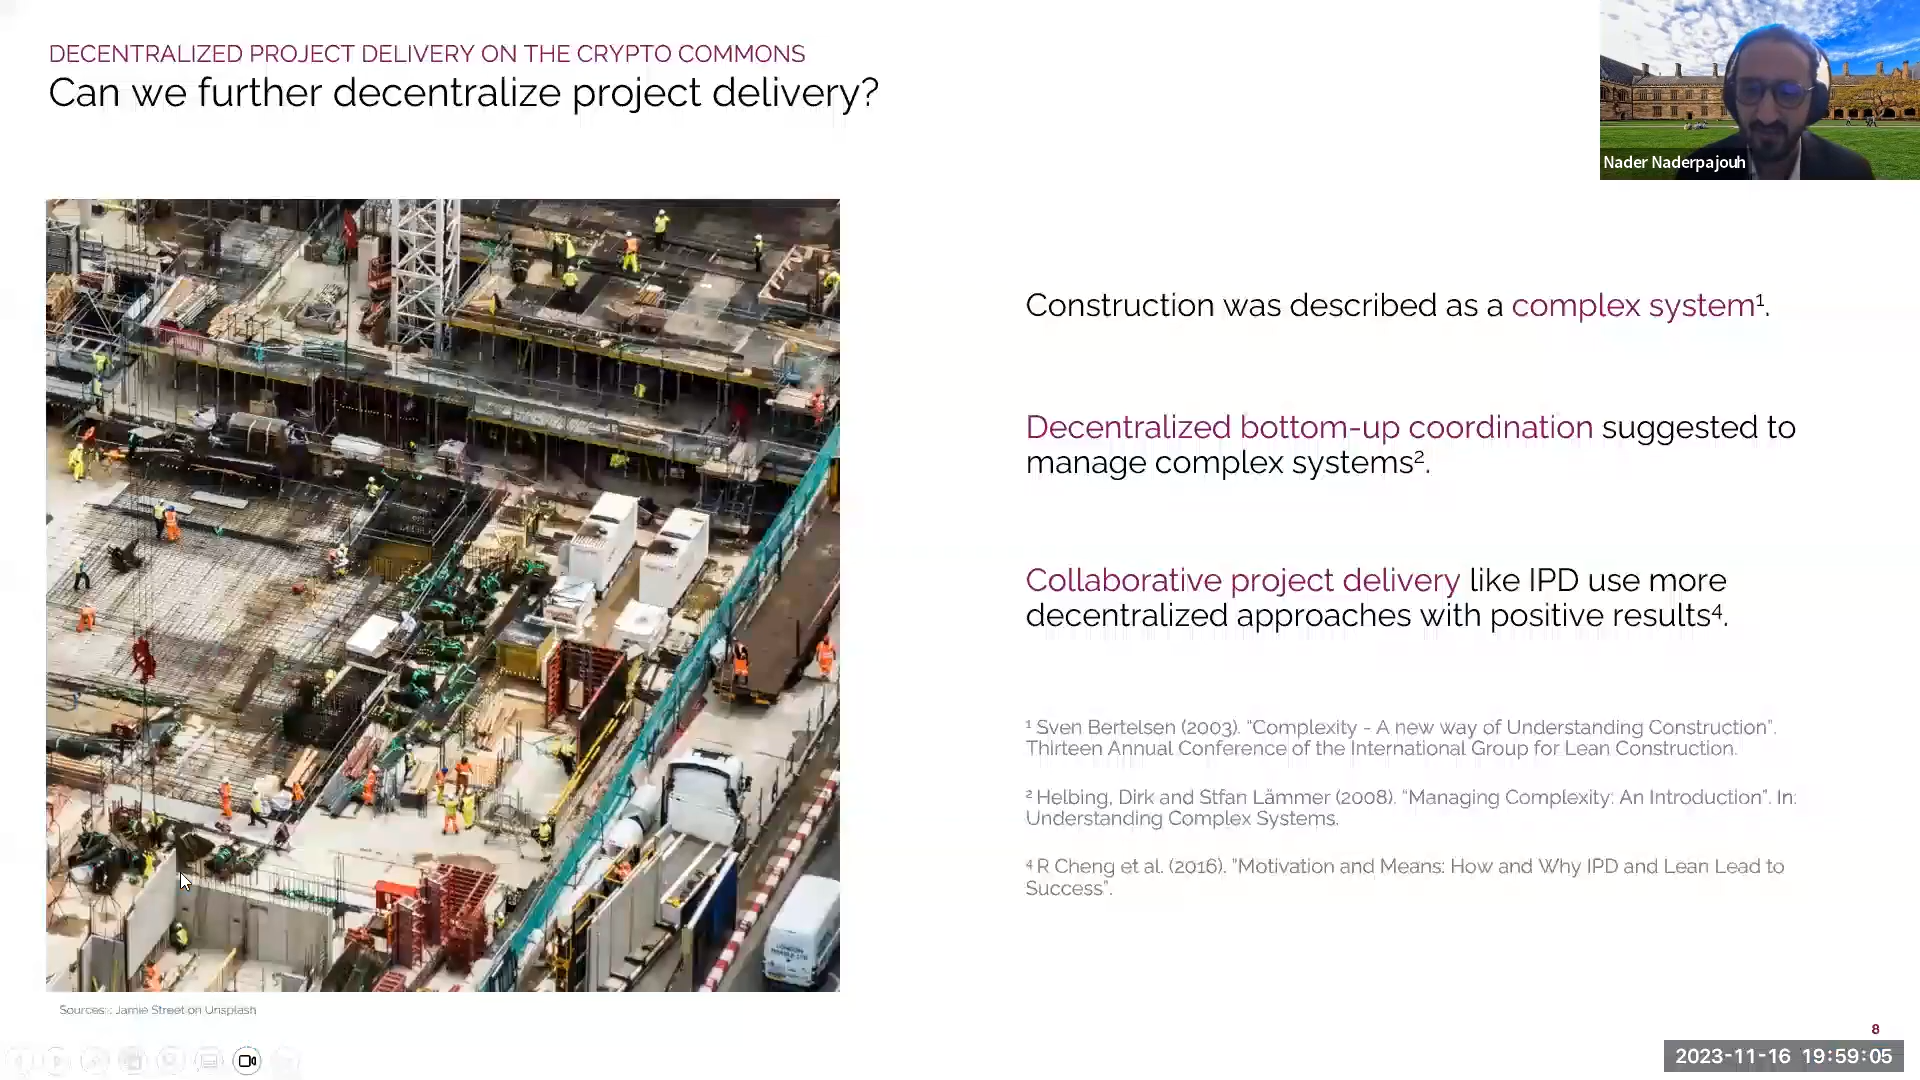 DECENTRALIZED PROJECT DELIVERY ON THE CRYPTO COMMONS
Can we further decentralize project delivery?
Nader Naderpajouh
Construction was described as a complex system¹.
Decentralized bottom-up coordination suggested to
manage complex systems².
Collaborative project delivery like IPD use more
decentralized approaches with positive results⁴.
¹ Sven Bertelsen (2003). “Complexity - A new way of Understanding Construction”.
Thirteen Annual Conference of the International Group for Lean Construction.
² Helbing, Dirk and Stfan Lämmer (2008). “Managing Complexity: An Introduction”. In:
Understanding Complex Systems.
⁴ R Cheng et al. (2016). ”Motivation and Means: How and Why IPD and Lean Lead to
Success”.
Sources: Jamie Street on Unsplash
8
2023-11-16 19:59:05